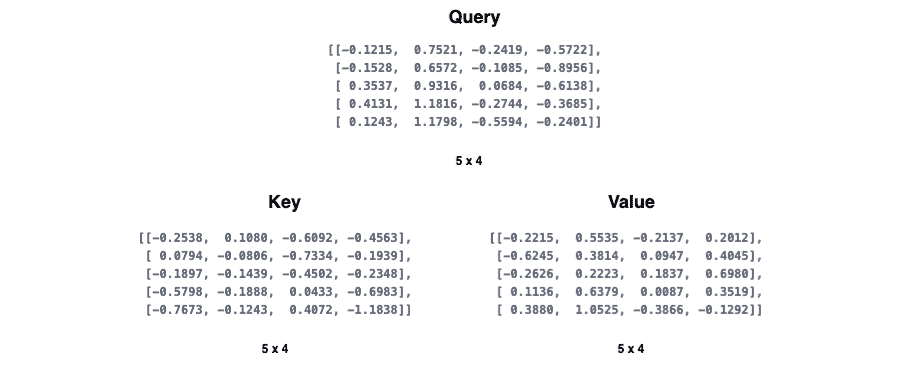 Query
[[-0.1215, 0.7521, -0.2419, -0.5722],
[-0.1528, 0.6572, -0.1085, -0.8956],
[ 0.3537, 0.9316, 0.0684, -0.6138],
[ 0.4131, 1.1816, -0.2744, -0.3685],
[ 0.1243, 1.1798, -0.5594, -0.2401]]
5 x 4
Key
[[-0.2538, 0.1080, -0.6092, -0.4563],
[ 0.0794, -0.0806, -0.7334, -0.1939],
[-0.1897, -0.1439, -0.4502, -0.2348],
[-0.5798, -0.1888, 0.0433, -0.6983],
[-0.7673, -0.1243, 0.4072, -1.1838]]
5 x 4
Value
[[-0.2215, 0.5535, -0.2137, 0.2012],
[-0.6245, 0.3814, 0.0947, 0.4045],
[-0.2626, 0.2223, 0.1837, 0.6980],
[ 0.1136, 0.6379, 0.0087, 0.3519],
[ 0.3880, 1.0525, -0.3866, -0.1292]]
5 x 4